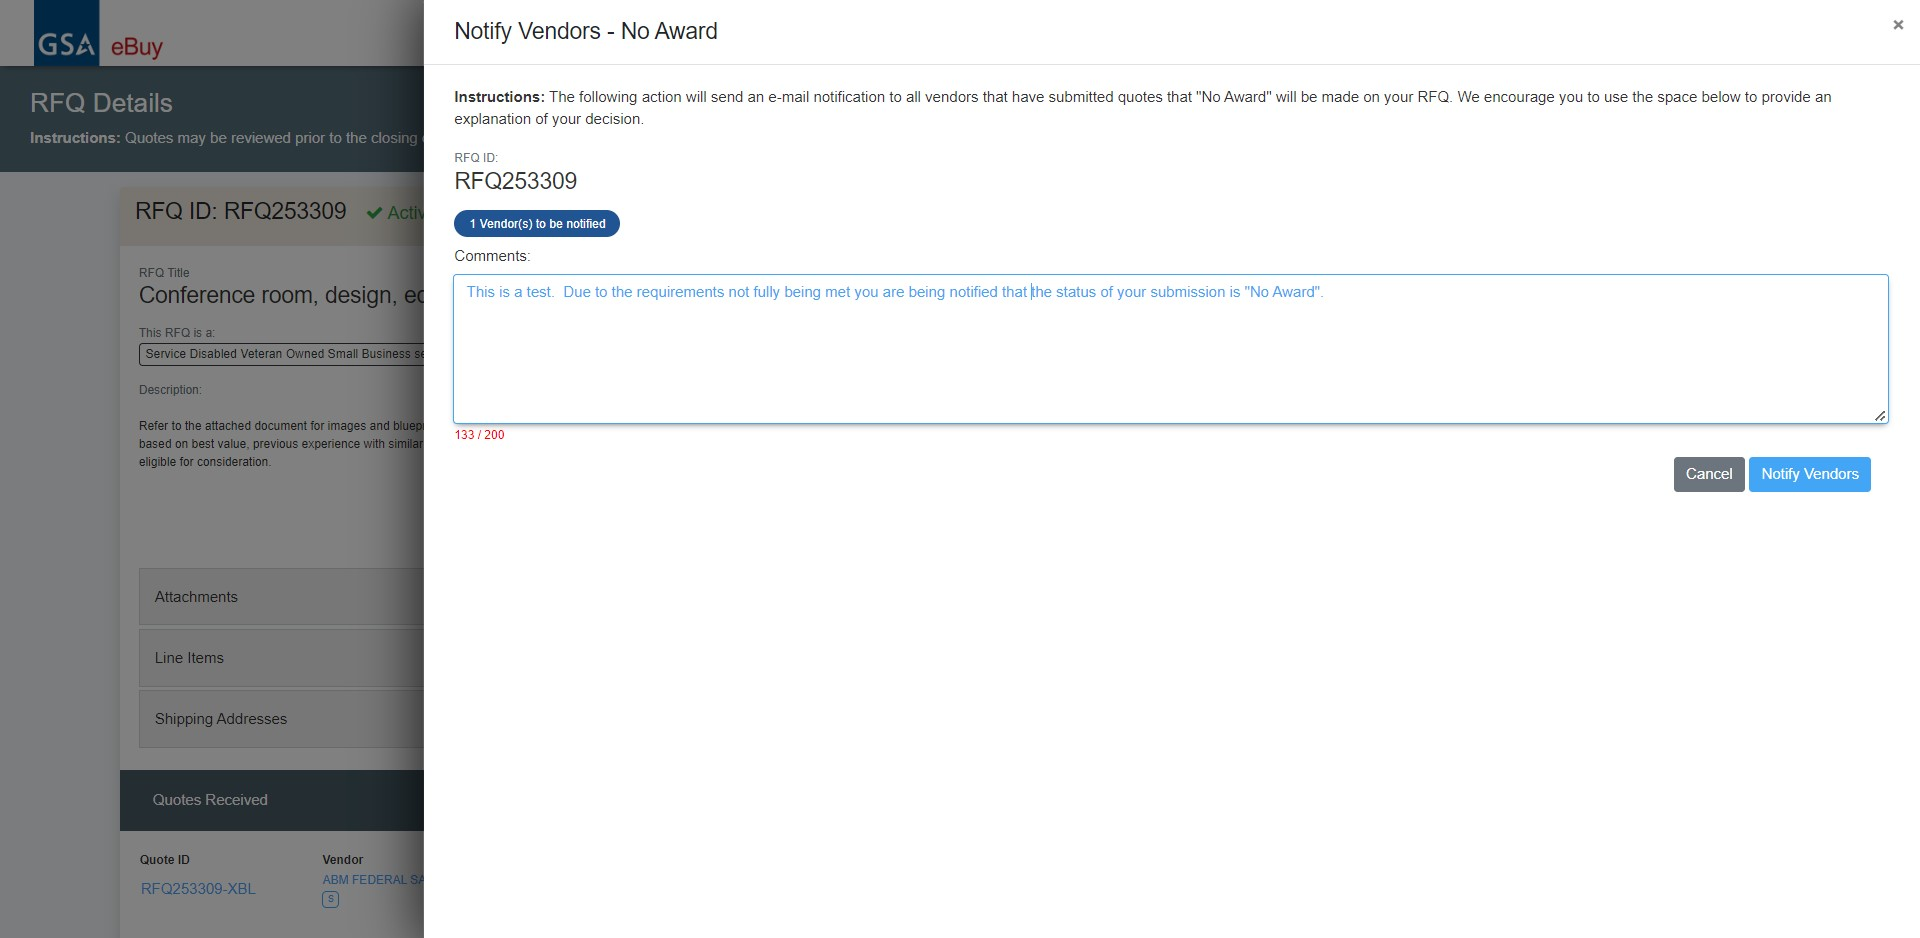 GSA eBuy
RFQ Details
Instructions: Quotes may be reviewed prior to the closing
RFQ ID: RFQ253309 Activ
RFQ Title
Conference room, design, ec
This RFQ is a:
Service Disabled Veteran Owned Small Business se
Description:
Refer to the attached document for images and bluepr
based on best value, previous experience with similar
eligible for consideration.
Attachments
Line Items
Shipping Addresses
Quotes Received
Quote ID Vendor
RFQ253309-XBL ABM FEDERAL SA
S
Notify Vendors - No Award
×
Instructions: The following action will send an e-mail notification to all vendors that have submitted quotes that "No Award" will be made on your RFQ. We encourage you to use the space below to provide an
explanation of your decision.
RFQ ID:
RFQ253309
1 Vendor(s) to be notified
Comments:
This is a test.  Due to the requirements not fully being met you are being notified that the status of your submission is "No Award".
133 / 200
Cancel Notify Vendors